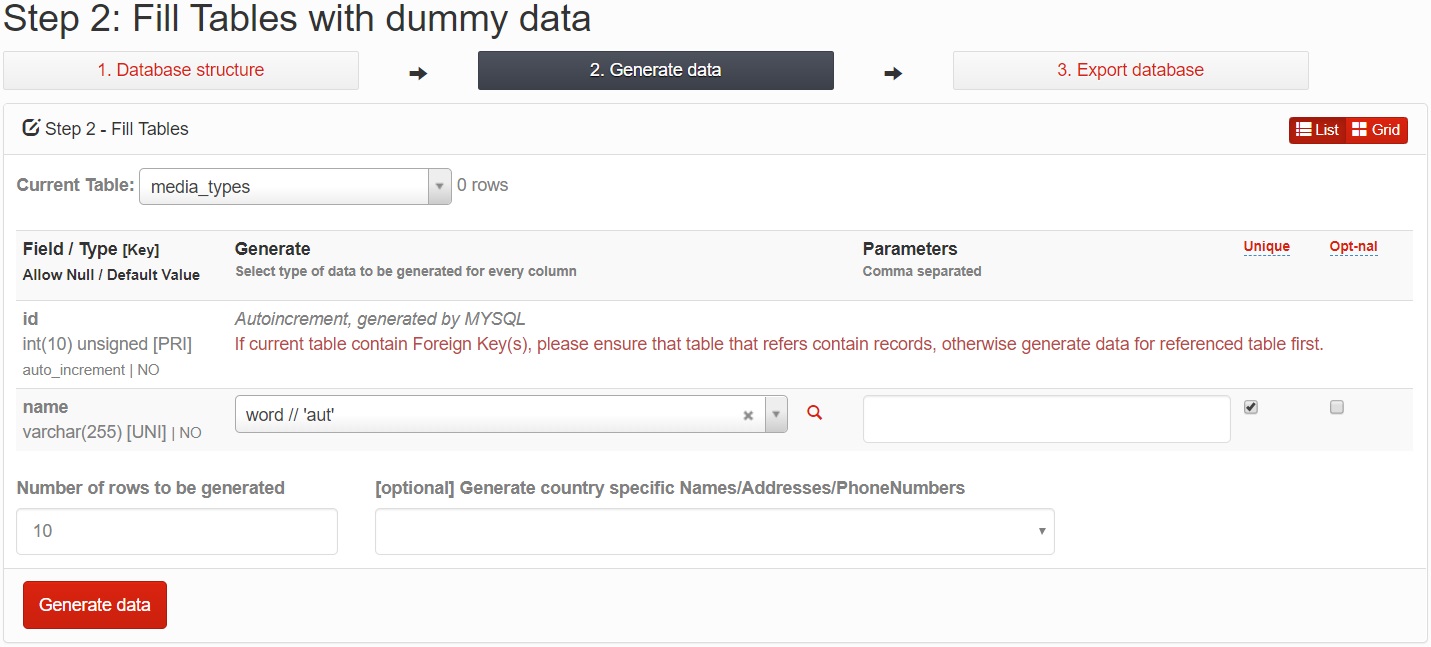 Step 2: Fill Tables with dummy data
1. Database structure
2. Generate data
3. Export database
Step 2 - Fill Tables
List
Grid
Current Table:
media_types
0 rows
Field / Type [Key]
Allow Null / Default Value
Generate
Select type of data to be generated for every column
Parameters
Comma separated
Unique
Opt-nal
id
int(10) unsigned [PRI]
auto_increment | NO
Autoincrement, generated by MYSQL
If current table contain Foreign Key(s), please ensure that table that refers contain records, otherwise generate data for referenced table first.
name
varchar(255) [UNI] | NO
word // 'aut'
Number of rows to be generated
10
[optional] Generate country specific Names/Addresses/PhoneNumbers
Generate data